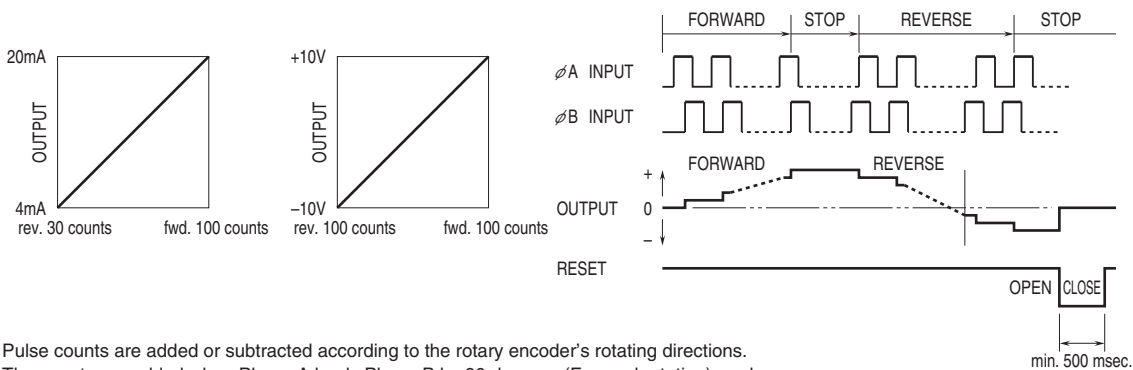 20mA
OUTPUT
4mA
rev. 30 counts
fwd. 100 counts
+10V
OUTPUT
–10V
rev. 100 counts
fwd. 100 counts
FORWARD STOP REVERSE STOP
øA INPUT
øB INPUT
FORWARD REVERSE
+
OUTPUT 0
–
RESET
OPEN CLOSE
min. 500 msec.
Pulse counts are added or subtracted according to the rotary encoder's rotating directions.